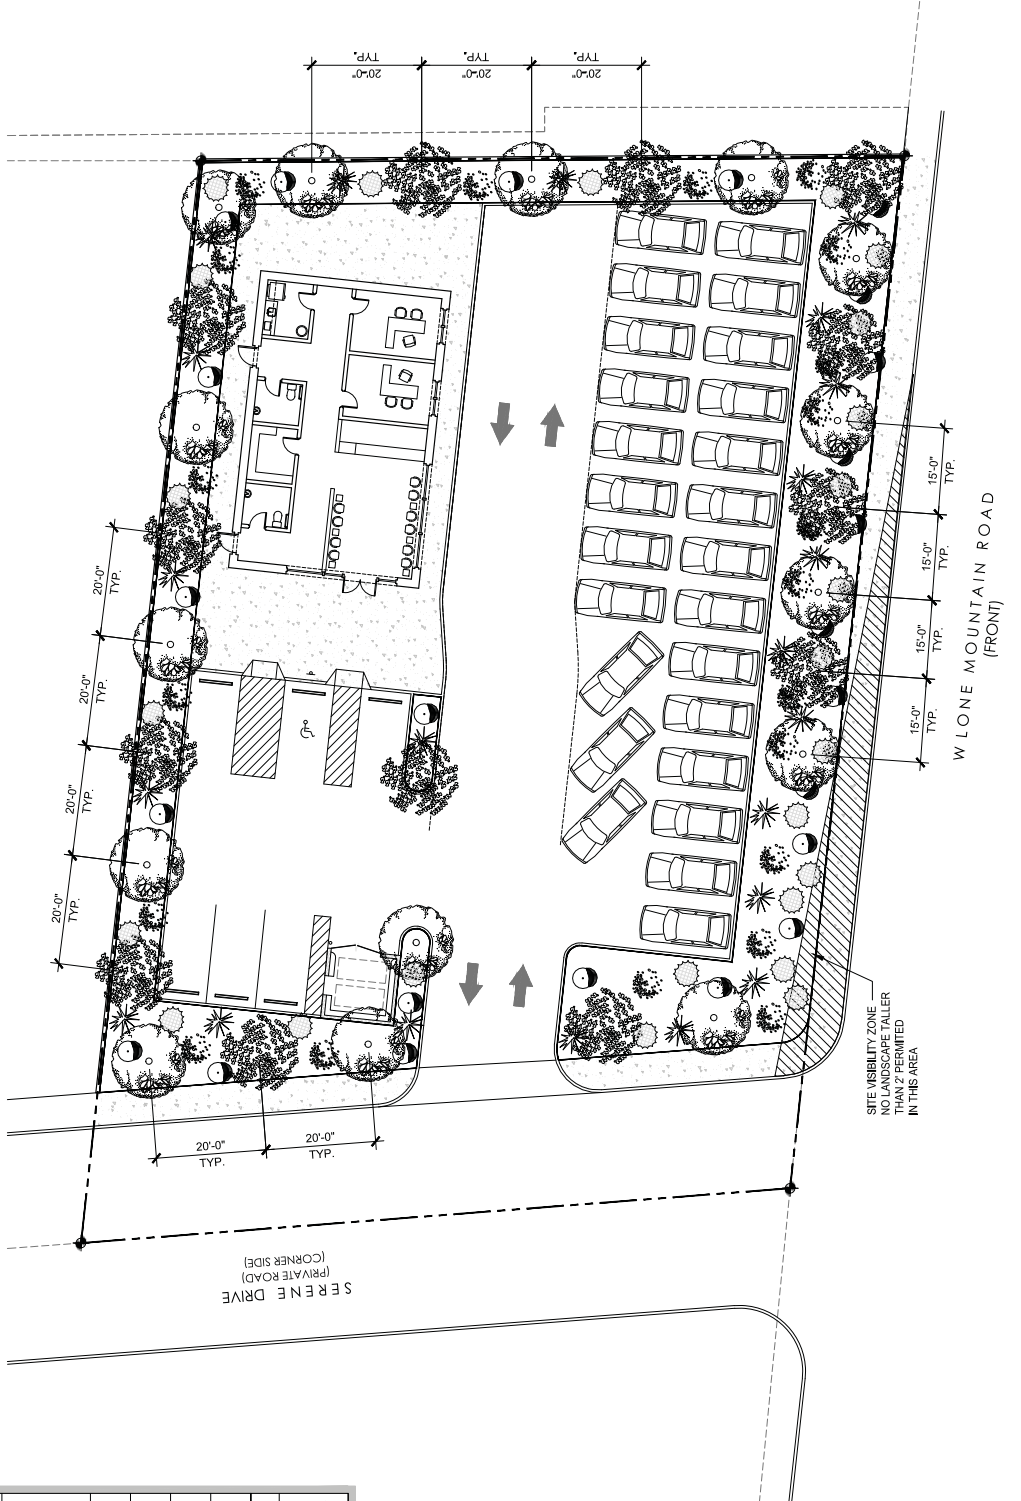 20'-0"
TYP.
20'-0"
TYP.
20'-0"
TYP.
20'-0"
TYP.
20'-0"
TYP.
20'-0"
TYP.
20'-0"
TYP.
15'-0"
TYP.
15'-0"
TYP.
15'-0"
TYP.
15'-0"
TYP.
W LONE MOUNTAIN ROAD
(FRONT)
SITE VISIBILITY ZONE
NO LANDSCAPE TALLER
THAN 2' PERMITTED
IN THIS AREA
20'-0"
TYP.
20'-0"
TYP.
SERENE DRIVE
(PRIVATE ROAD)
(CORNER SIDE)